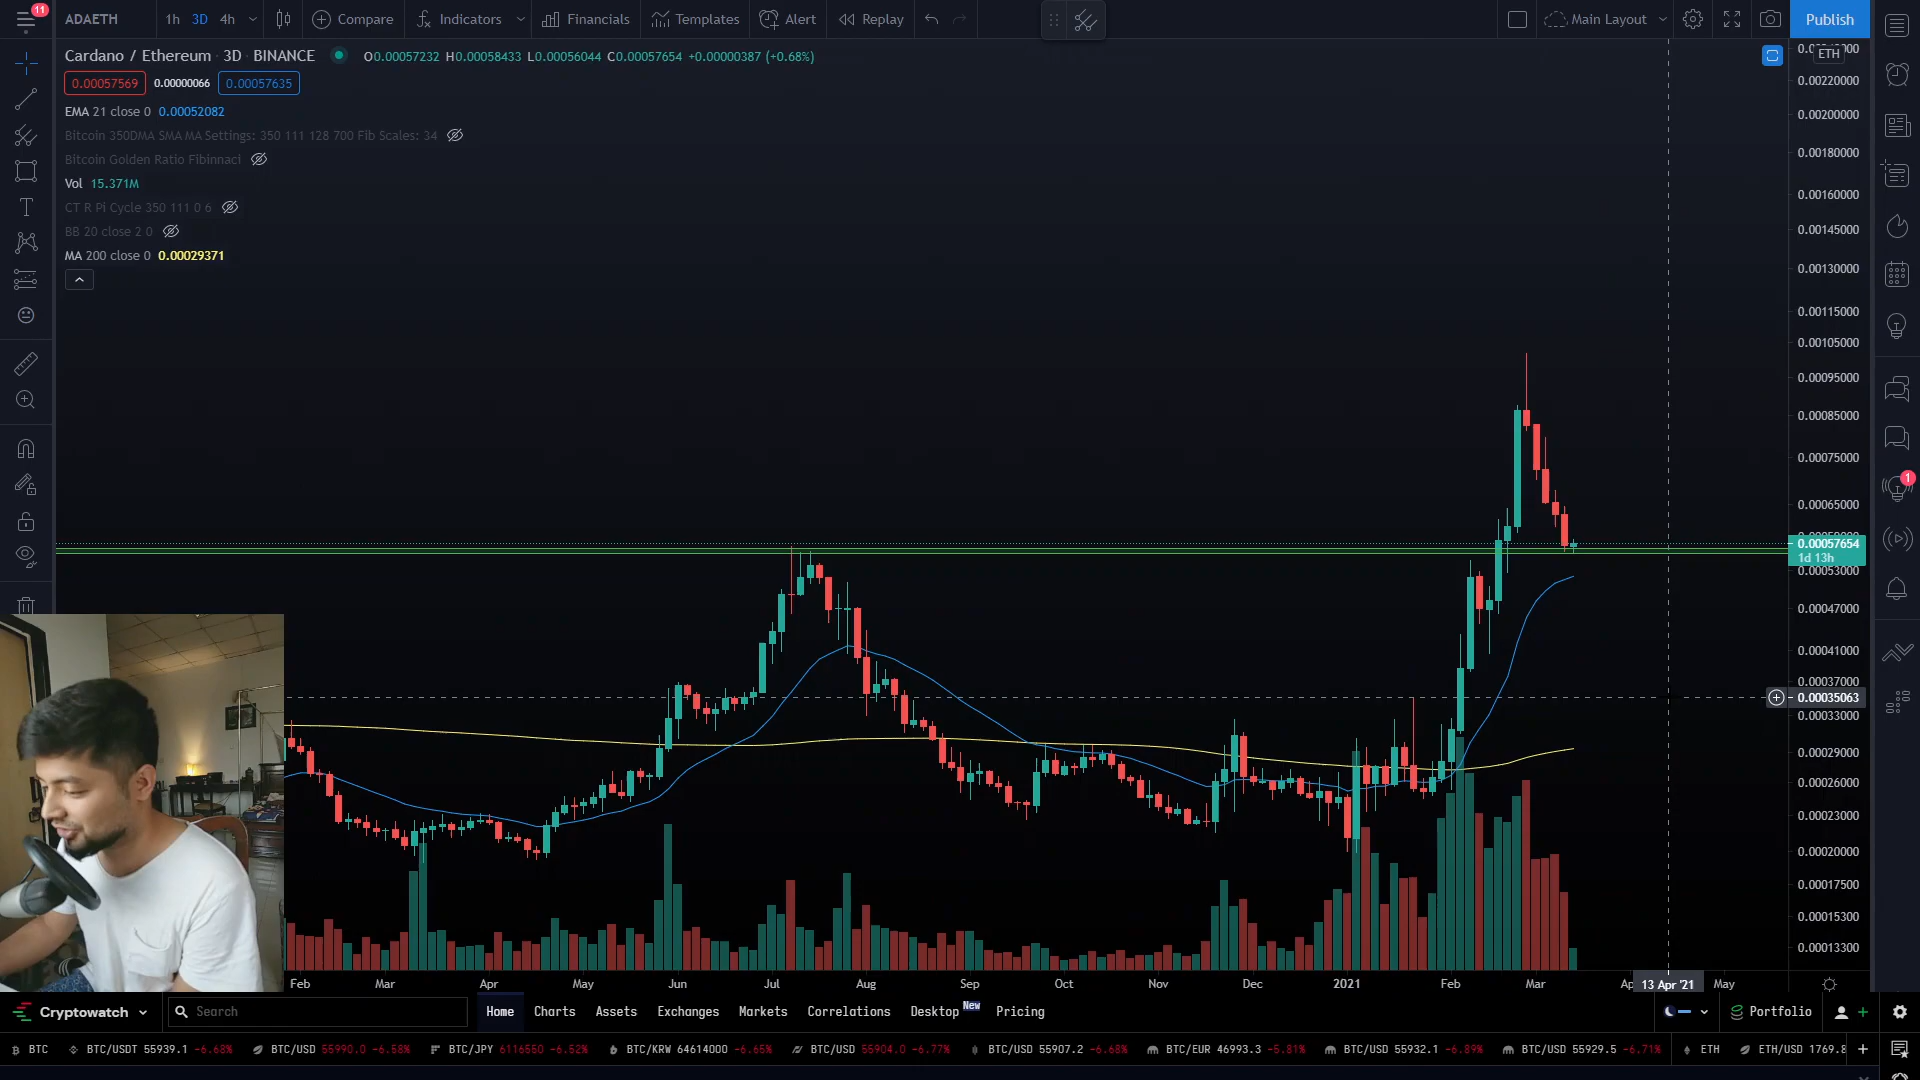 11
ADAETH 1h 3D 4h Compare Indicators Financials Templates Alert Replay Main Layout Publish
Cardano / Ethereum · 3D · BINANCE O0.00057232 H0.00058433 L0.00056044 C0.00057654 +0.00000387 (+0.68%)
0.00057569 0.00000066 0.00057635
EMA 21 close 0 0.00052082
Bitcoin 350DMA SMA MA Settings: 350 111 128 700 Fib Scales: 34
Bitcoin Golden Ratio Fibinnaci
Vol 15.371M
CT R Pi Cycle 350 111 0 6
BB 20 close 2 0
MA 200 close 0 0.00029371
ETH
0.00220000
0.00200000
0.00180000
0.00160000
0.00145000
0.00130000
0.00115000
0.00105000
0.00095000
0.00085000
0.00075000
0.00065000
0.00057654
1d 13h
0.00053000
0.00047000
0.00041000
0.00037000
0.00035063
0.00033000
0.00029000
0.00026000
0.00023000
0.00020000
0.00017500
0.00015300
0.00013300
1
Feb Mar Apr May Jun Jul Aug Sep Oct Nov Dec 2021 Feb Mar Ap 13 Apr '21 May
Cryptowatch Search Home Charts Assets Exchanges Markets Correlations Desktop New Pricing Portfolio
BTC BTC/USDT 55939.1 -6.68% BTC/USD 55990.0 -6.58% BTC/JPY 6116550 -6.52% BTC/KRW 64614000 -6.65% BTC/USD 55904.0 -6.77% BTC/USD 55907.2 -6.68% BTC/EUR 46993.3 -5.81% BTC/USD 55932.1 -6.89% BTC/USD 55929.5 -6.71% ETH ETH/USD 1769.8